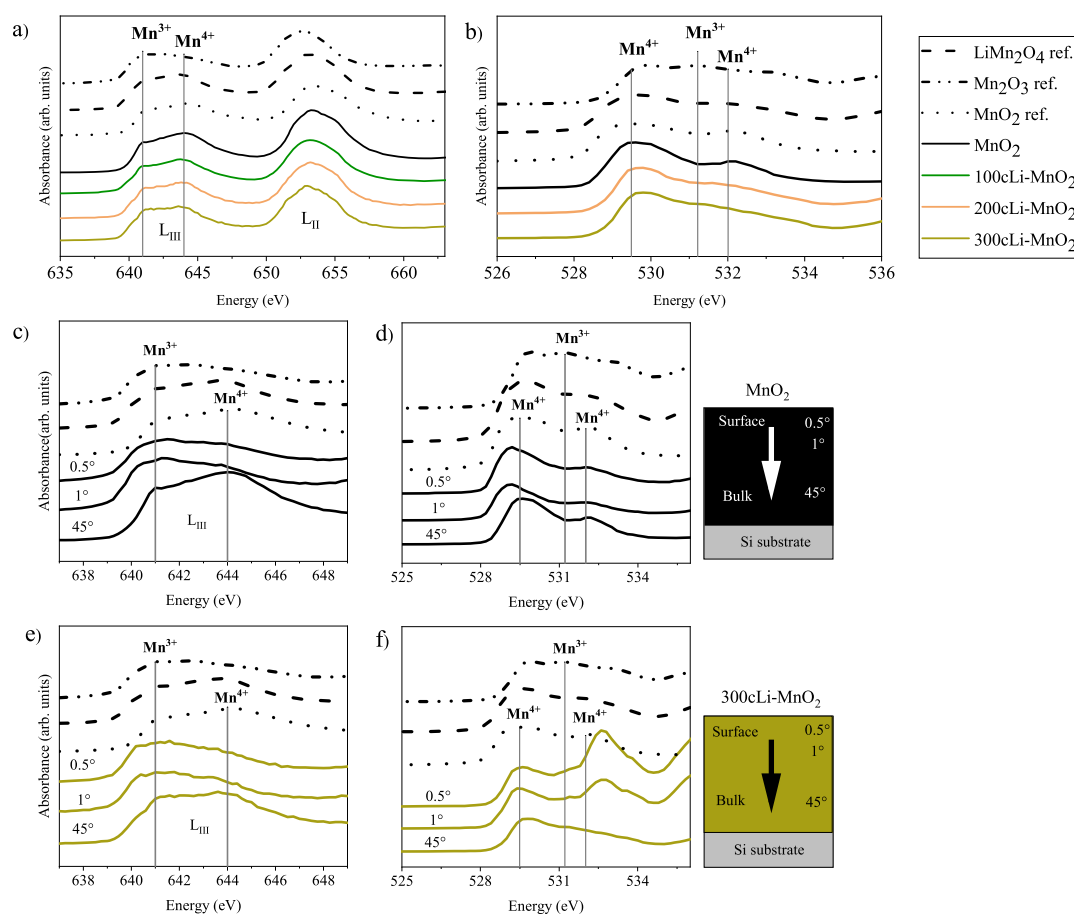 a)
Mn3+
Mn4+
LIII
LII
Absorbance (arb. units)
635 640 645 650 655 660
Energy (eV)
b)
Mn4+
Mn3+
Mn4+
Absorbance (arb. units)
526 528 530 532 534 536
Energy (eV)
LiMn2O4 ref.
Mn2O3 ref.
MnO2 ref.
MnO2
100cLi-MnO2
200cLi-MnO2
300cLi-MnO2
c)
Mn3+
Mn4+
0.5°
1°
45°
LIII
Absorbance(arb. units)
638 640 642 644 646 648
Energy (eV)
d)
Mn3+
Mn4+
Mn4+
0.5°
1°
45°
525 528 531 534
Energy (eV)
MnO2
Surface 0.5°
1°
Bulk 45°
Si substrate
e)
Mn3+
Mn4+
0.5°
1°
45°
LIII
Absorbance (arb. units)
638 640 642 644 646 648
Energy (eV)
f)
Mn3+
Mn4+
Mn4+
0.5°
1°
45°
525 528 531 534
Energy (eV)
300cLi-MnO2
Surface 0.5°
1°
Bulk 45°
Si substrate